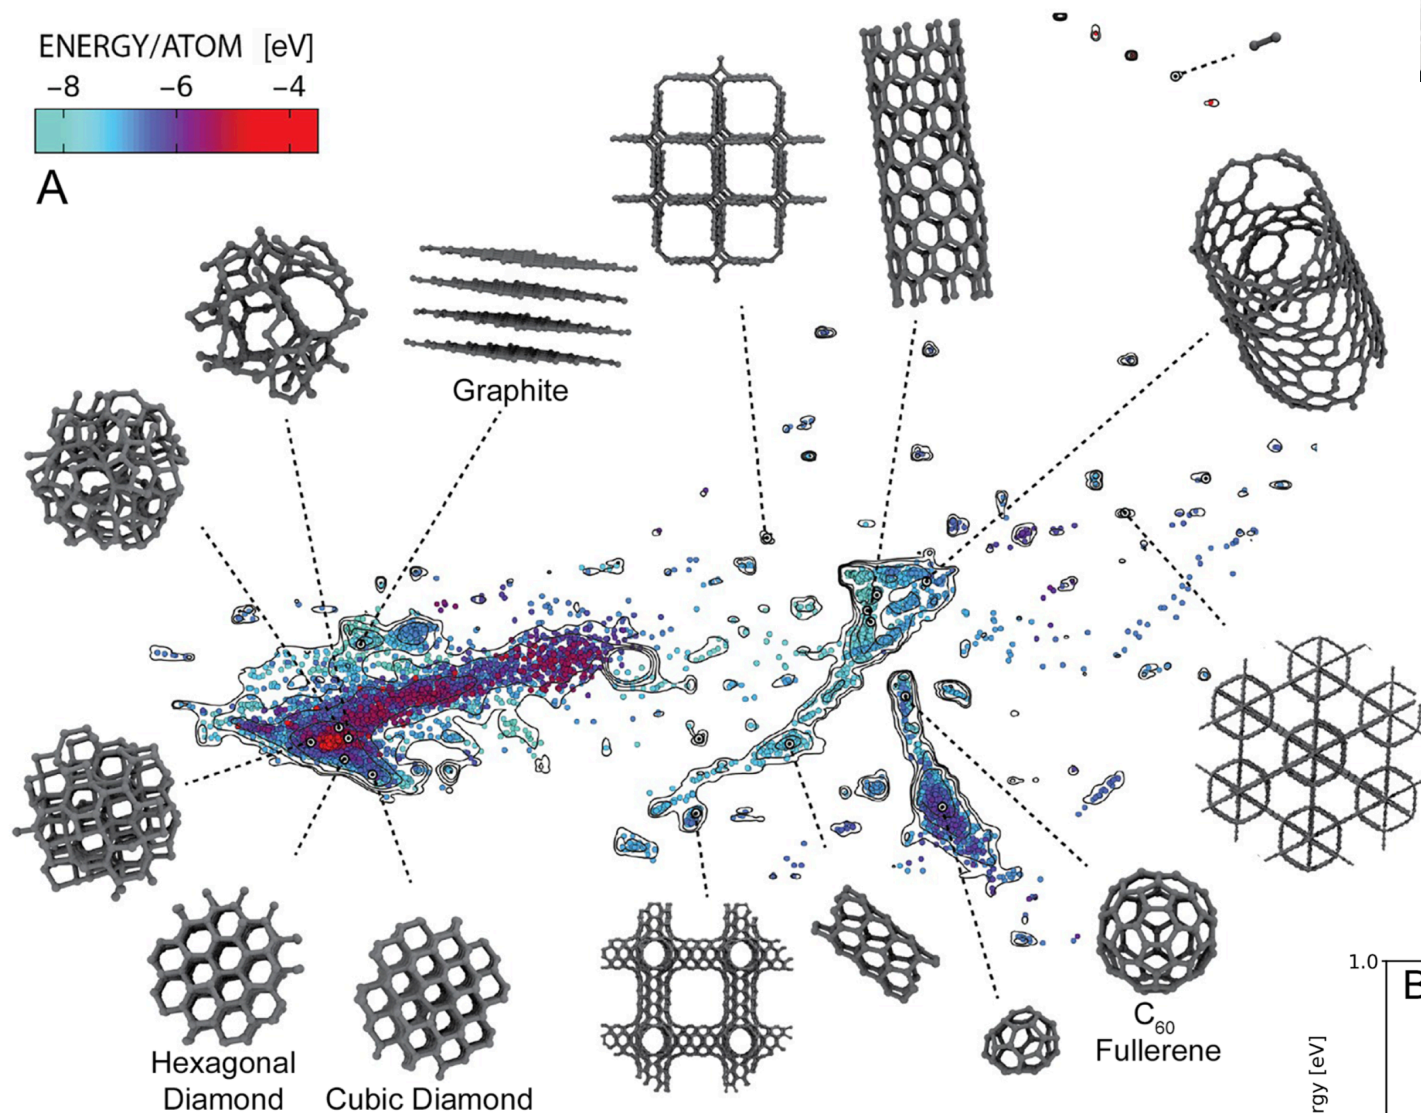 ENERGY/ATOM [eV]
−8 −6 −4
A
Graphite
Hexagonal
Diamond
Cubic Diamond
C60
Fullerene
1.0
B
rgy [eV]